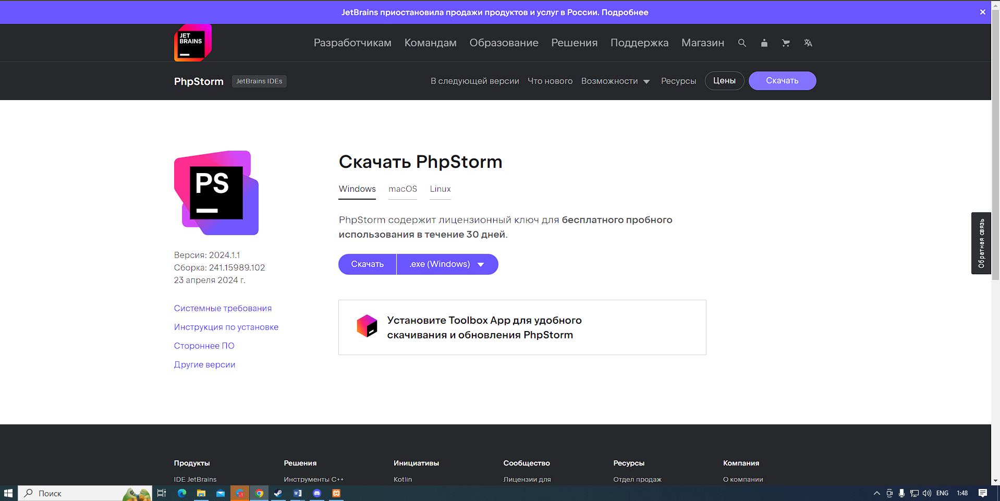 JetBrains приостановила продажи продуктов и услуг в России. Подробнее
JET
BRAINS
Разработчикам Командам Образование Решения Поддержка Магазин
PhpStorm JetBrains IDEs В следующей версии Что нового Возможности Ресурсы Цены Скачать
PS
Скачать PhpStorm
Windows macOS Linux
PhpStorm содержит лицензионный ключ для бесплатного пробного
использования в течение 30 дней.
Скачать .exe (Windows)
Версия: 2024.1.1
Сборка: 241.15989.102
23 апреля 2024 г.
Системные требования
Инструкция по установке
Стороннее ПО
Другие версии
Установите Toolbox App для удобного
скачивания и обновления PhpStorm
Обратная связь
Продукты Решения Инициативы Сообщество Ресурсы Компания
IDE JetBrains Инструменты C++ Kotlin Лицензии для Отдел продаж О компании
Поиск ENG 1:48